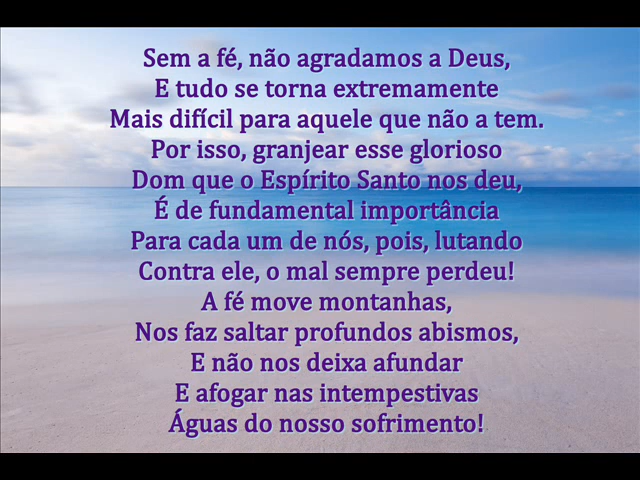 Sem a fé, não agradamos a Deus,
E tudo se torna extremamente
Mais difícil para aquele que não a tem.
Por isso, granjear esse glorioso
Dom que o Espírito Santo nos deu,
É de fundamental importância
Para cada um de nós, pois, lutando
Contra ele, o mal sempre perdeu!
A fé move montanhas,
Nos faz saltar profundos abismos,
E não nos deixa afundar
E afogar nas intempestivas
Águas do nosso sofrimento!